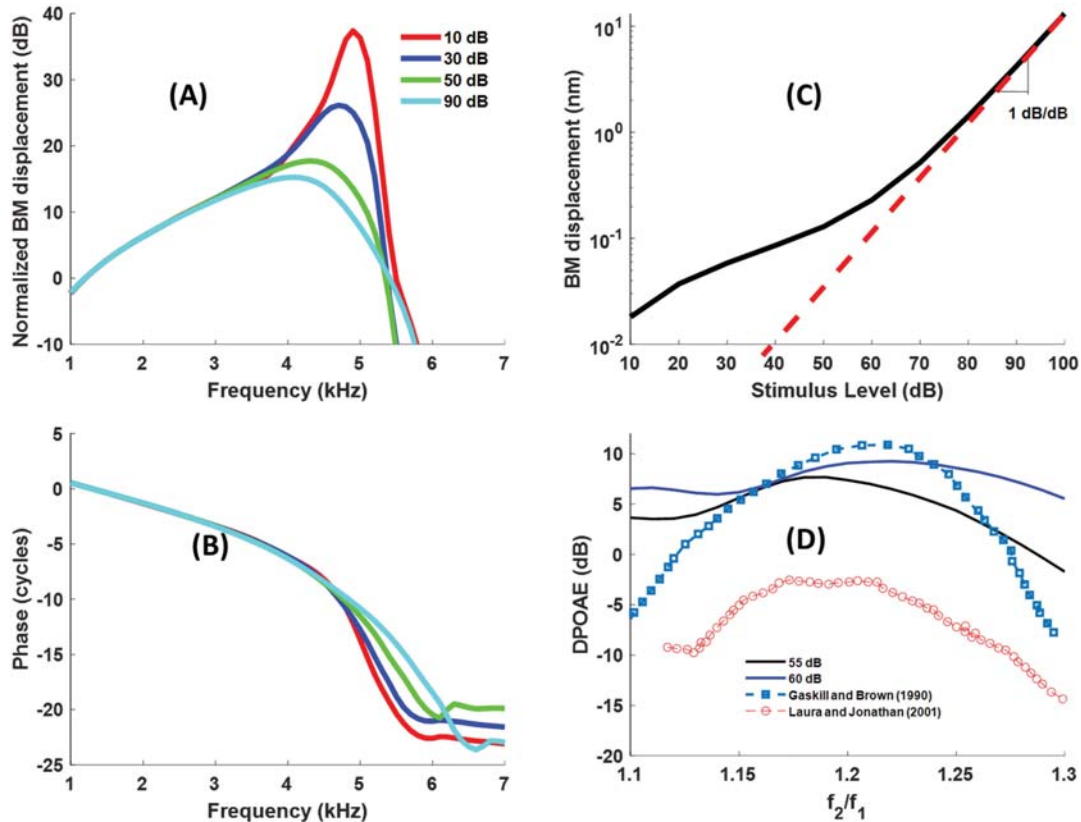 Normalized BM displacement (dB)
40
30
20
10
0
-10
(A)
10 dB
30 dB
50 dB
90 dB
1 2 3 4 5 6 7
Frequency (kHz)
BM displacement (nm)
10^1
10^0
10^-1
10^-2
(C)
1 dB/dB
10 20 30 40 50 60 70 80 90 100
Stimulus Level (dB)
Phase (cycles)
0
-5
-10
-15
-20
-25
(B)
1 2 3 4 5 6 7
Frequency (kHz)
DPOAE (dB)
10
5
0
-5
-10
-15
-20
(D)
55 dB
60 dB
Gaskill and Brown (1990)
Laura and Jonathan (2001)
1.1 1.15 1.2 1.25 1.3
f2/f1